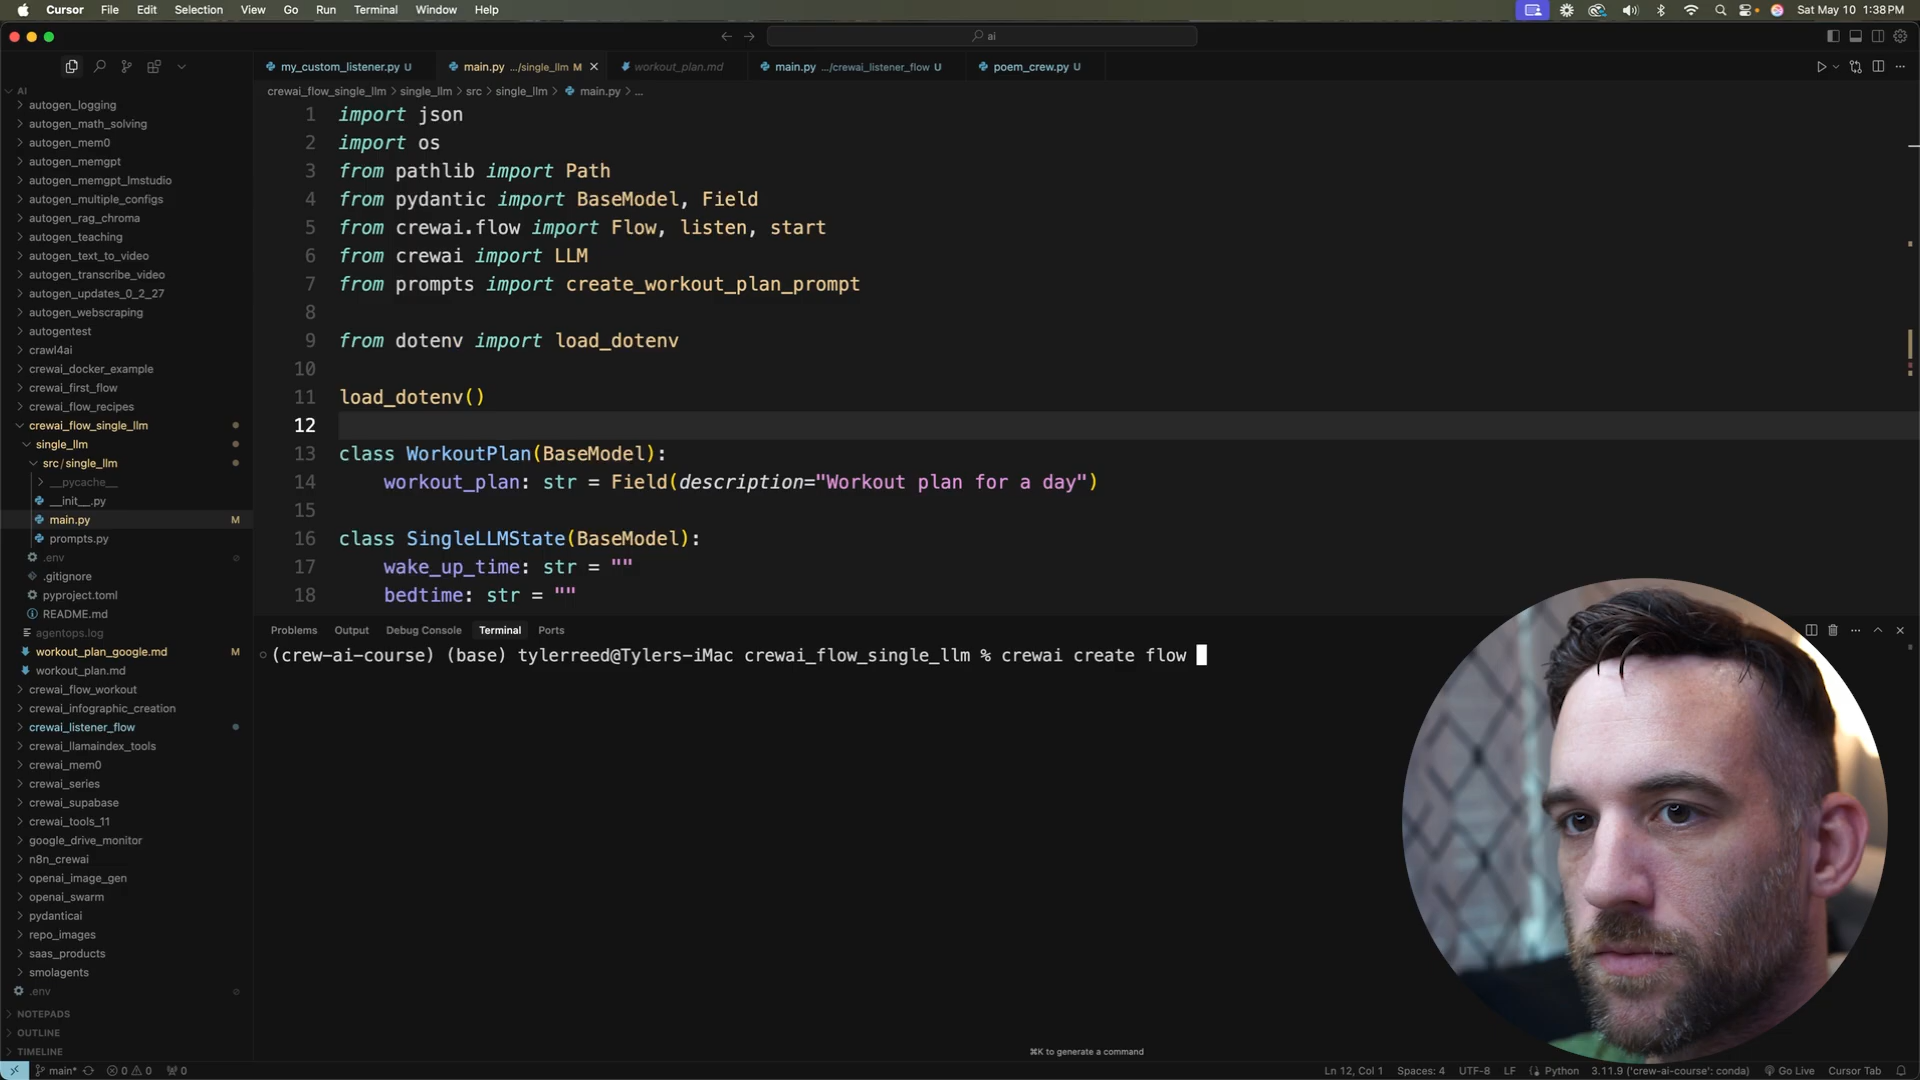 Cursor File Edit Selection View Go Run Terminal Window Help
Sat May 10 1:38 PM
ai
my_custom_listener.py U
main.py .../single_llm M
workout_plan.md
main.py .../crewai_listener_flow U
poem_crew.py U
crewai_flow_single_llm > single_llm > src > single_llm > main.py > ...
AI
autogen_logging
autogen_math_solving
autogen_mem0
autogen_memgpt
autogen_memgpt_lmstudio
autogen_multiple_configs
autogen_rag_chroma
autogen_teaching
autogen_text_to_video
autogen_transcribe_video
autogen_updates_0_2_27
autogen_webscraping
autogentest
crawl4ai
crewai_docker_example
crewai_first_flow
crewai_flow_recipes
crewai_flow_single_llm
single_llm
src/single_llm
__pycache__
__init__.py
main.py M
prompts.py
.env
.gitignore
pyproject.toml
README.md
agentops.log
workout_plan_google.md M
workout_plan.md
crewai_flow_workout
crewai_infographic_creation
crewai_listener_flow
crewai_llamaindex_tools
crewai_mem0
crewai_series
crewai_supabase
crewai_tools_11
google_drive_monitor
n8n_crewai
openai_image_gen
openai_swarm
pydanticai
repo_images
saas_products
smolagents
.env
NOTEPADS
OUTLINE
TIMELINE
1 import json
2 import os
3 from pathlib import Path
4 from pydantic import BaseModel, Field
5 from crewai.flow import Flow, listen, start
6 from crewai import LLM
7 from prompts import create_workout_plan_prompt
8
9 from dotenv import load_dotenv
10
11 load_dotenv()
12
13 class WorkoutPlan(BaseModel):
14 workout_plan: str = Field(description="Workout plan for a day")
15
16 class SingleLLMState(BaseModel):
17 wake_up_time: str = ""
18 bedtime: str = ""
Problems Output Debug Console Terminal Ports
(crew-ai-course) (base) tylerreed@Tylers-iMac crewai_flow_single_llm % crewai create flow
⌘K to generate a command
main* 0 0 0
Ln 12, Col 1 Spaces: 4 UTF-8 LF Python 3.11.9 ('crew-ai-course': conda) Go Live Cursor Tab